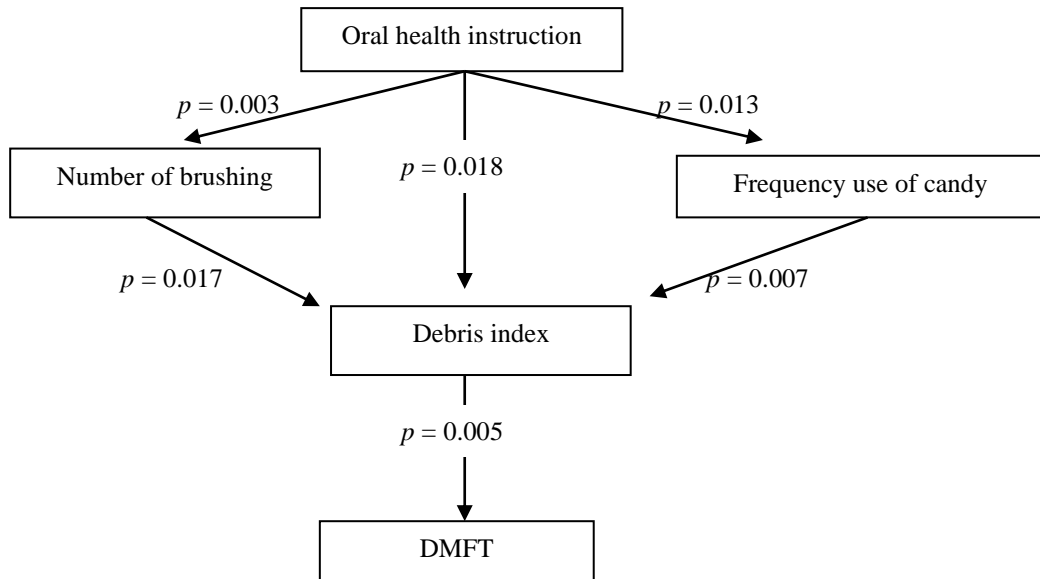 Oral health instruction
p = 0.003
p = 0.013
Number of brushing
p = 0.018
Frequency use of candy
p = 0.017
p = 0.007
Debris index
p = 0.005
DMFT